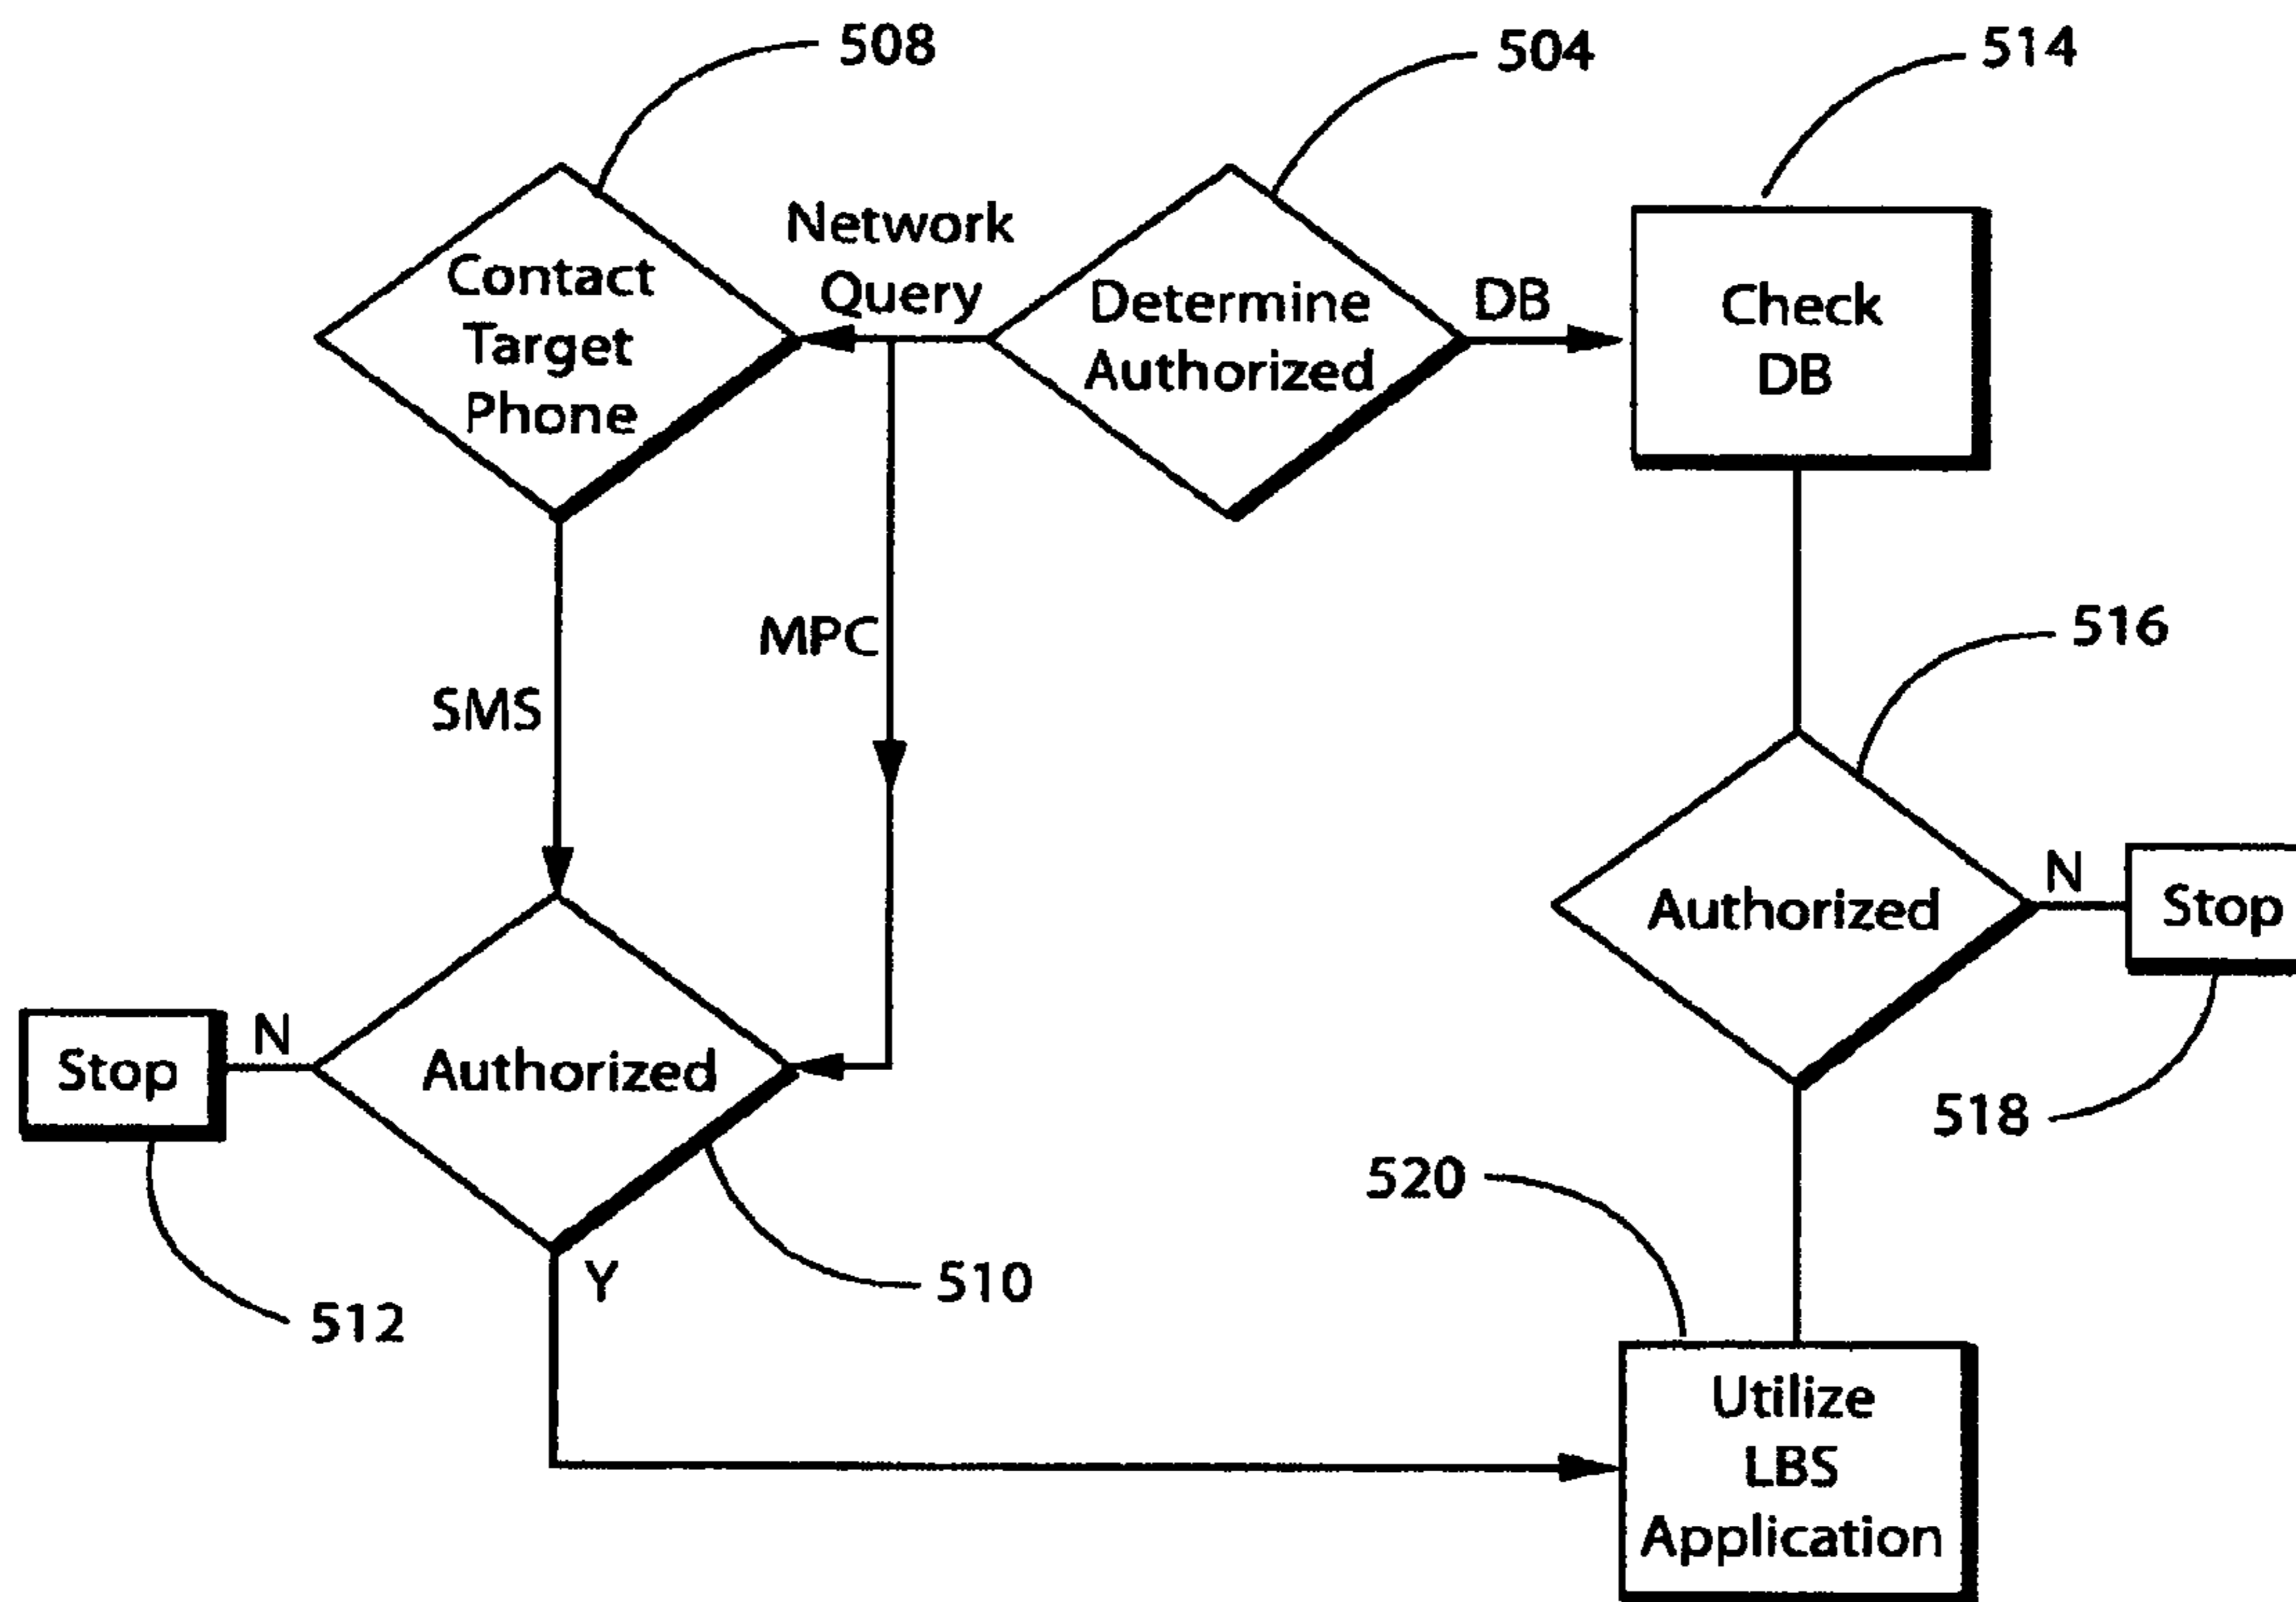 508
504
514
Contact
Target
Phone
Network
Query
Determine
Authorized
DB
Check
DB
SMS
MPC
516
Authorized
N
Stop
518
Stop
N
Authorized
Y
510
512
520
Utilize
LBS
Application